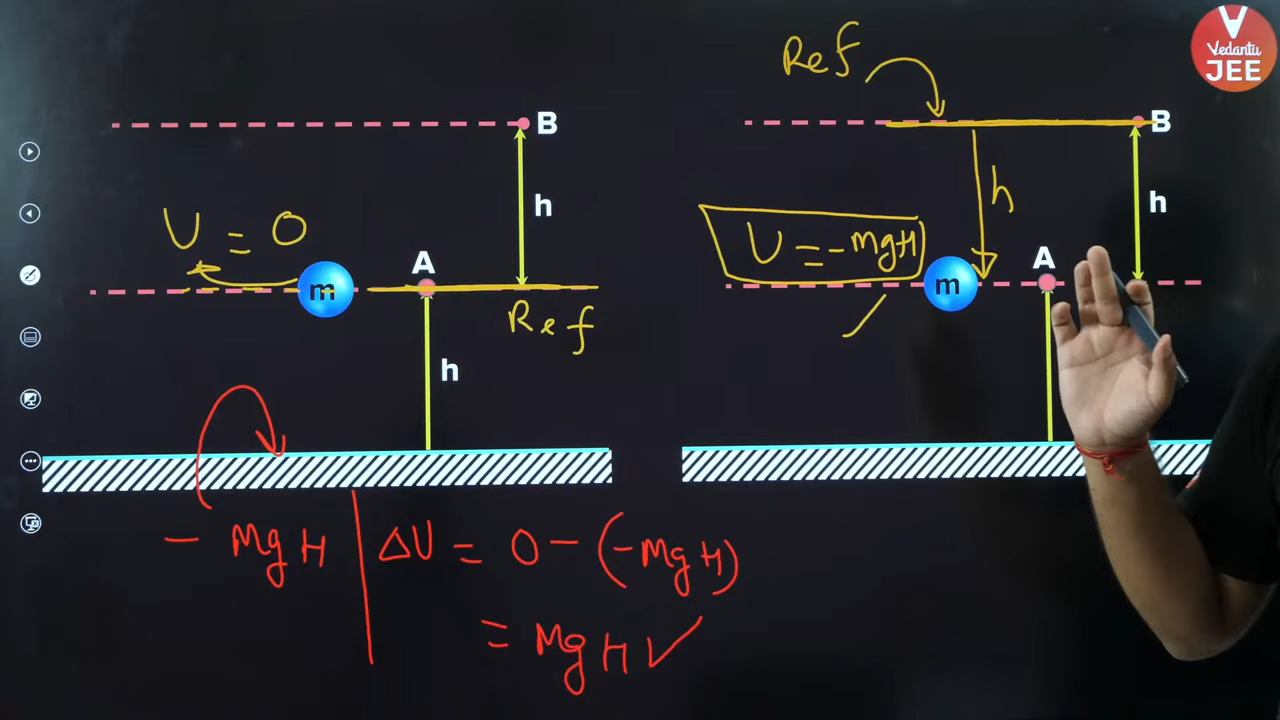 B
h
U = 0
A
m
Ref
h
- MgH
ΔU = 0 - (-MgH)
= MgH ✓
Ref
B
h
h
U = -MgH
A
m
Vedantu
JEE